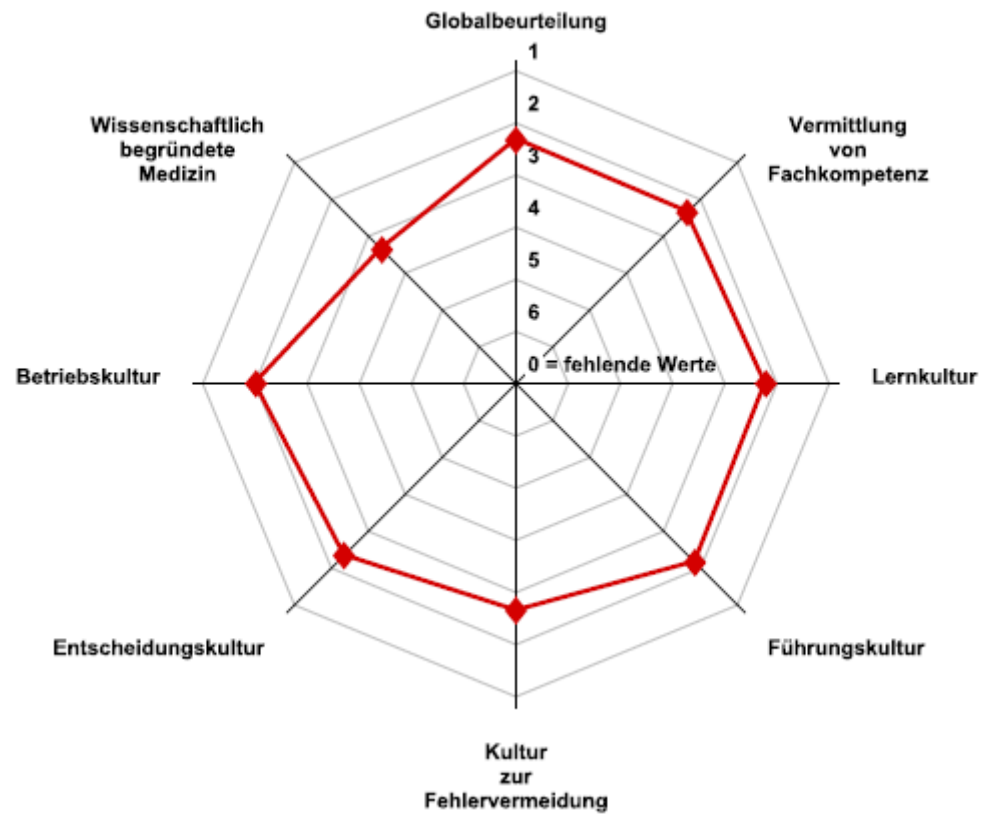 Globalbeurteilung
1
2
3
4
5
6
0 = fehlende Werte
Vermittlung
von
Fachkompetenz
Lernkultur
Führungskultur
Kultur
zur
Fehlervermeidung
Entscheidungskultur
Betriebskultur
Wissenschaftlich
begründete
Medizin